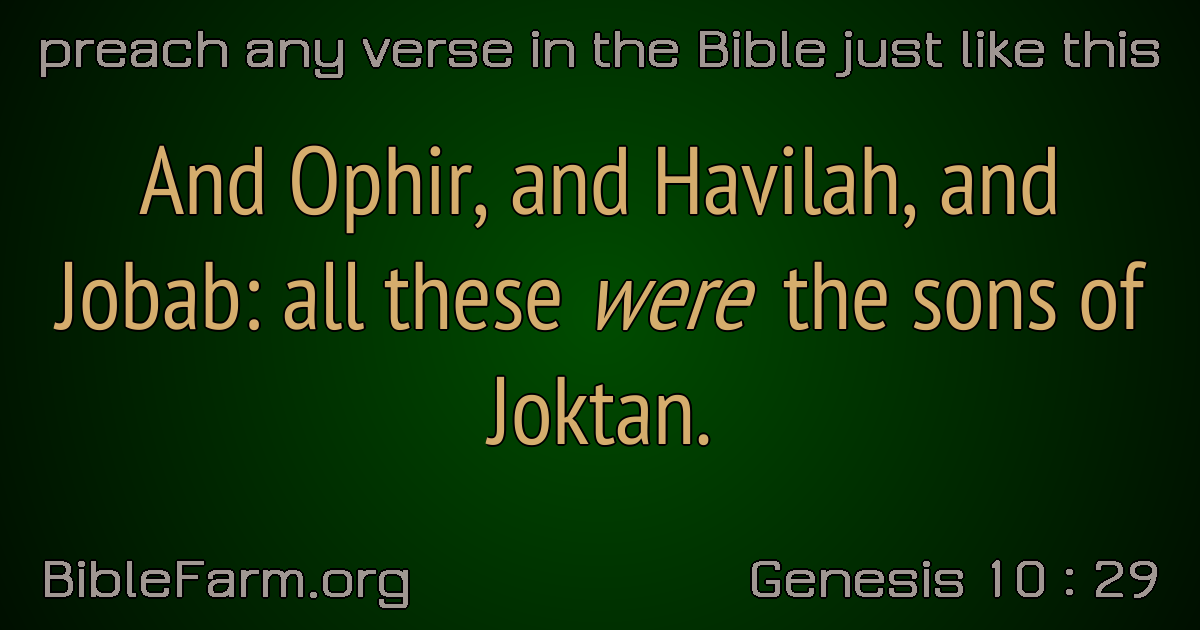 preach any verse in the Bible just like this
And Ophir, and Havilah, and
Jobab: all these were the sons of
Joktan.
BibleFarm.org
Genesis 10 : 29